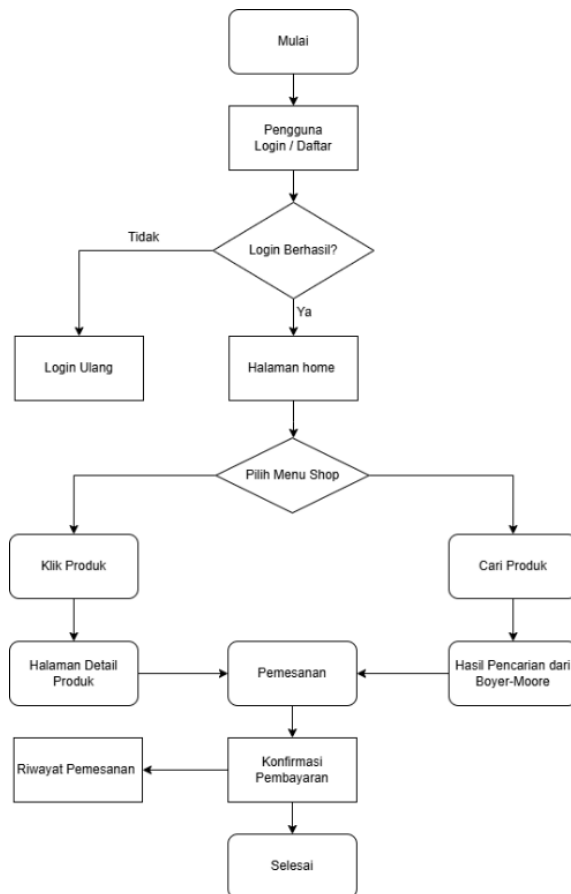 Mulai
Pengguna
Login / Daftar
Login Berhasil?
Tidak
Ya
Login Ulang
Halaman home
Pilih Menu Shop
Klik Produk
Cari Produk
Halaman Detail
Produk
Pemesanan
Hasil Pencarian dari
Boyer-Moore
Riwayat Pemesanan
Konfirmasi
Pembayaran
Selesai